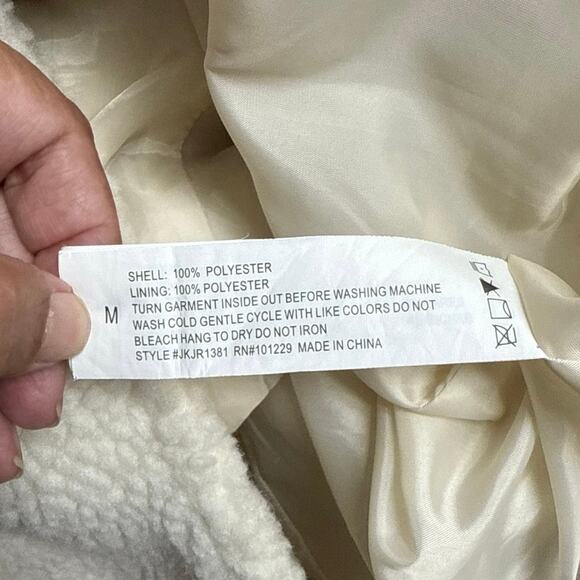 M
SHELL: 100% POLYESTER
LINING: 100% POLYESTER
TURN GARMENT INSIDE OUT BEFORE WASHING MACHINE
WASH COLD GENTLE CYCLE WITH LIKE COLORS DO NOT
BLEACH HANG TO DRY DO NOT IRON
STYLE #JKJR1381 RN#101229 MADE IN CHINA